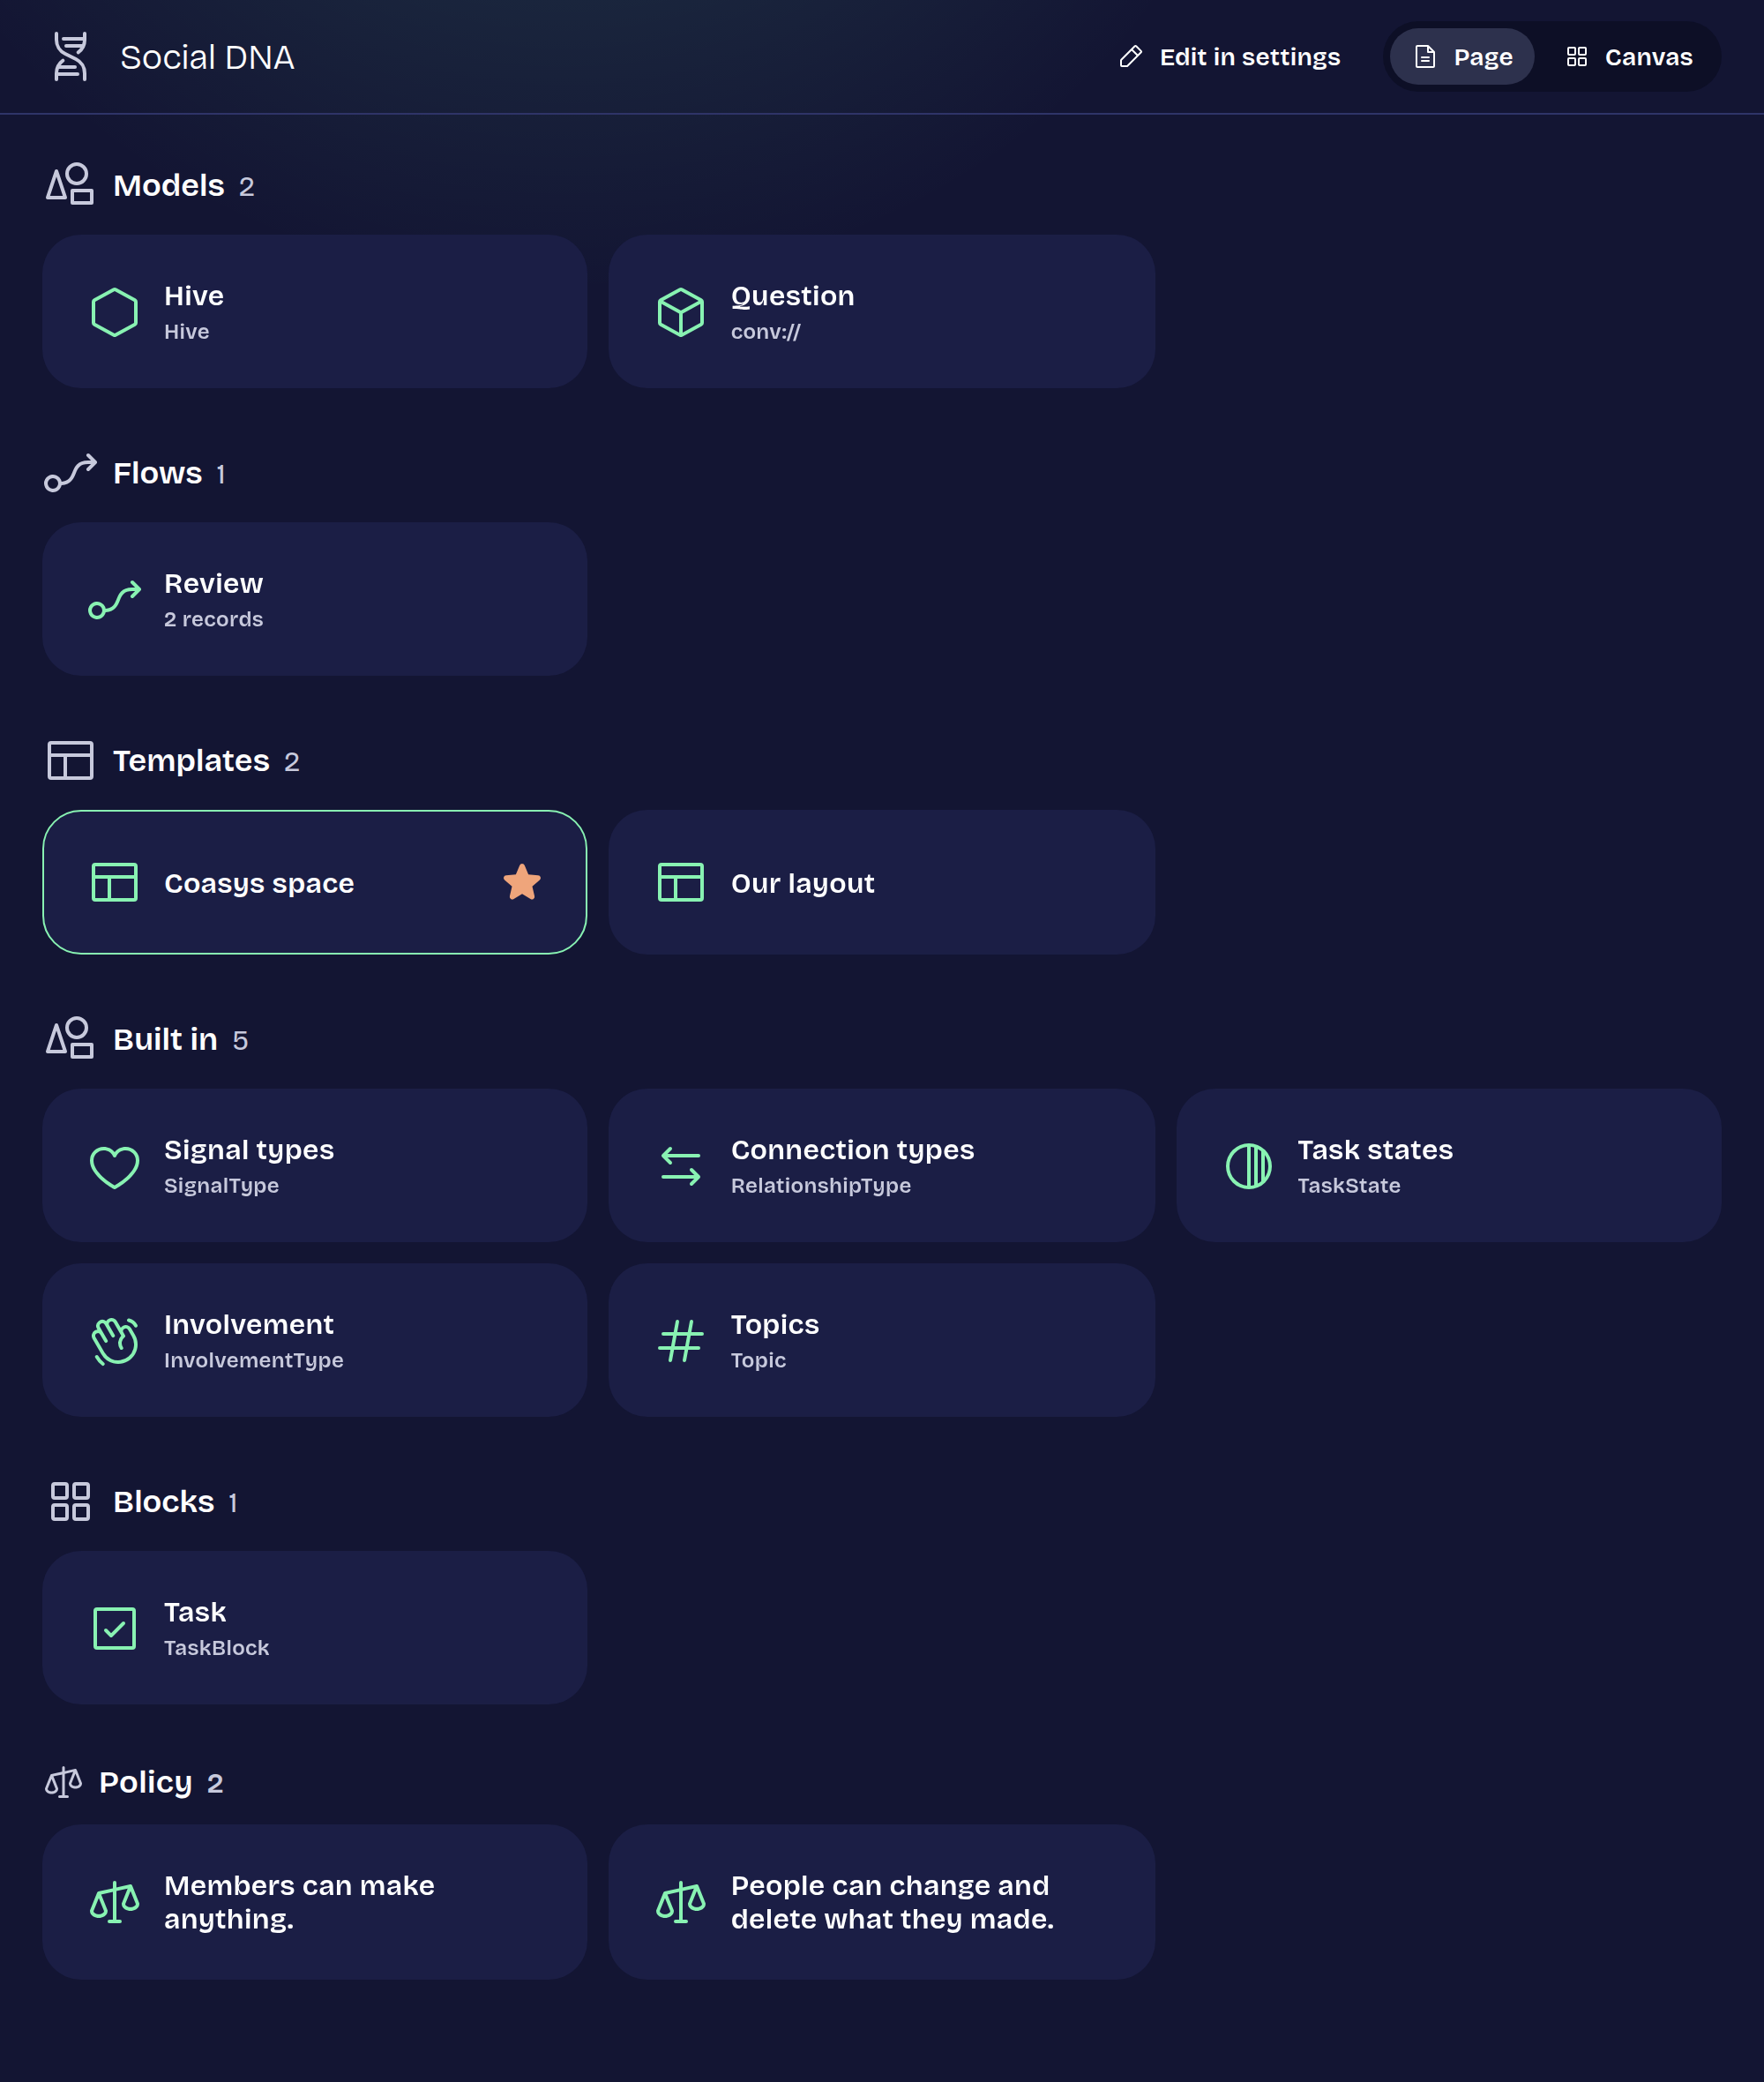 Social DNA
Edit in settings
Page
Canvas
Models 2
Hive
Hive
Question
conv://
Flows 1
Review
2 records
Templates 2
Coasys space
Our layout
Built in 5
Signal types
SignalType
Connection types
RelationshipType
Task states
TaskState
Involvement
InvolvementType
Topics
Topic
Blocks 1
Task
TaskBlock
Policy 2
Members can make
anything.
People can change and
delete what they made.